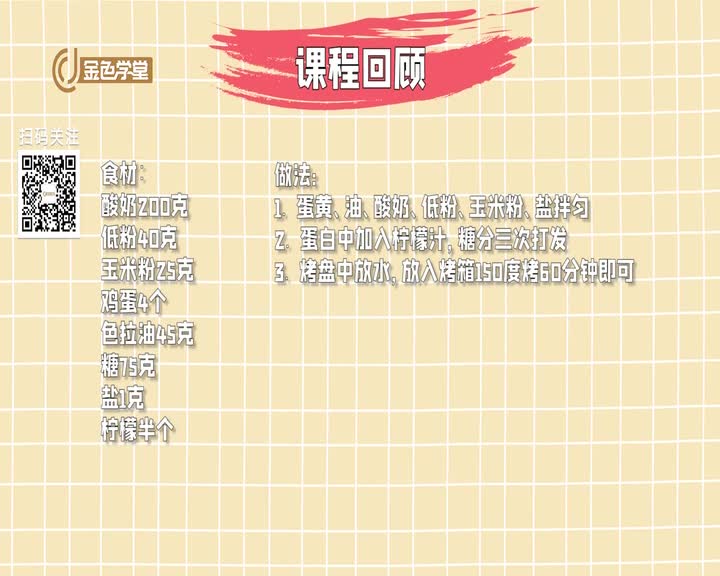 金色学堂
课程回顾
扫码关注
食材：
酸奶200克
低粉40克
玉米粉25克
鸡蛋4个
色拉油45克
糖75克
盐1克
柠檬半个
做法：
1. 蛋黄、油、酸奶、低粉、玉米粉、盐拌匀
2. 蛋白中加入柠檬汁，糖分三次打发
3. 烤盘中放水，放入烤箱150度烤60分钟即可